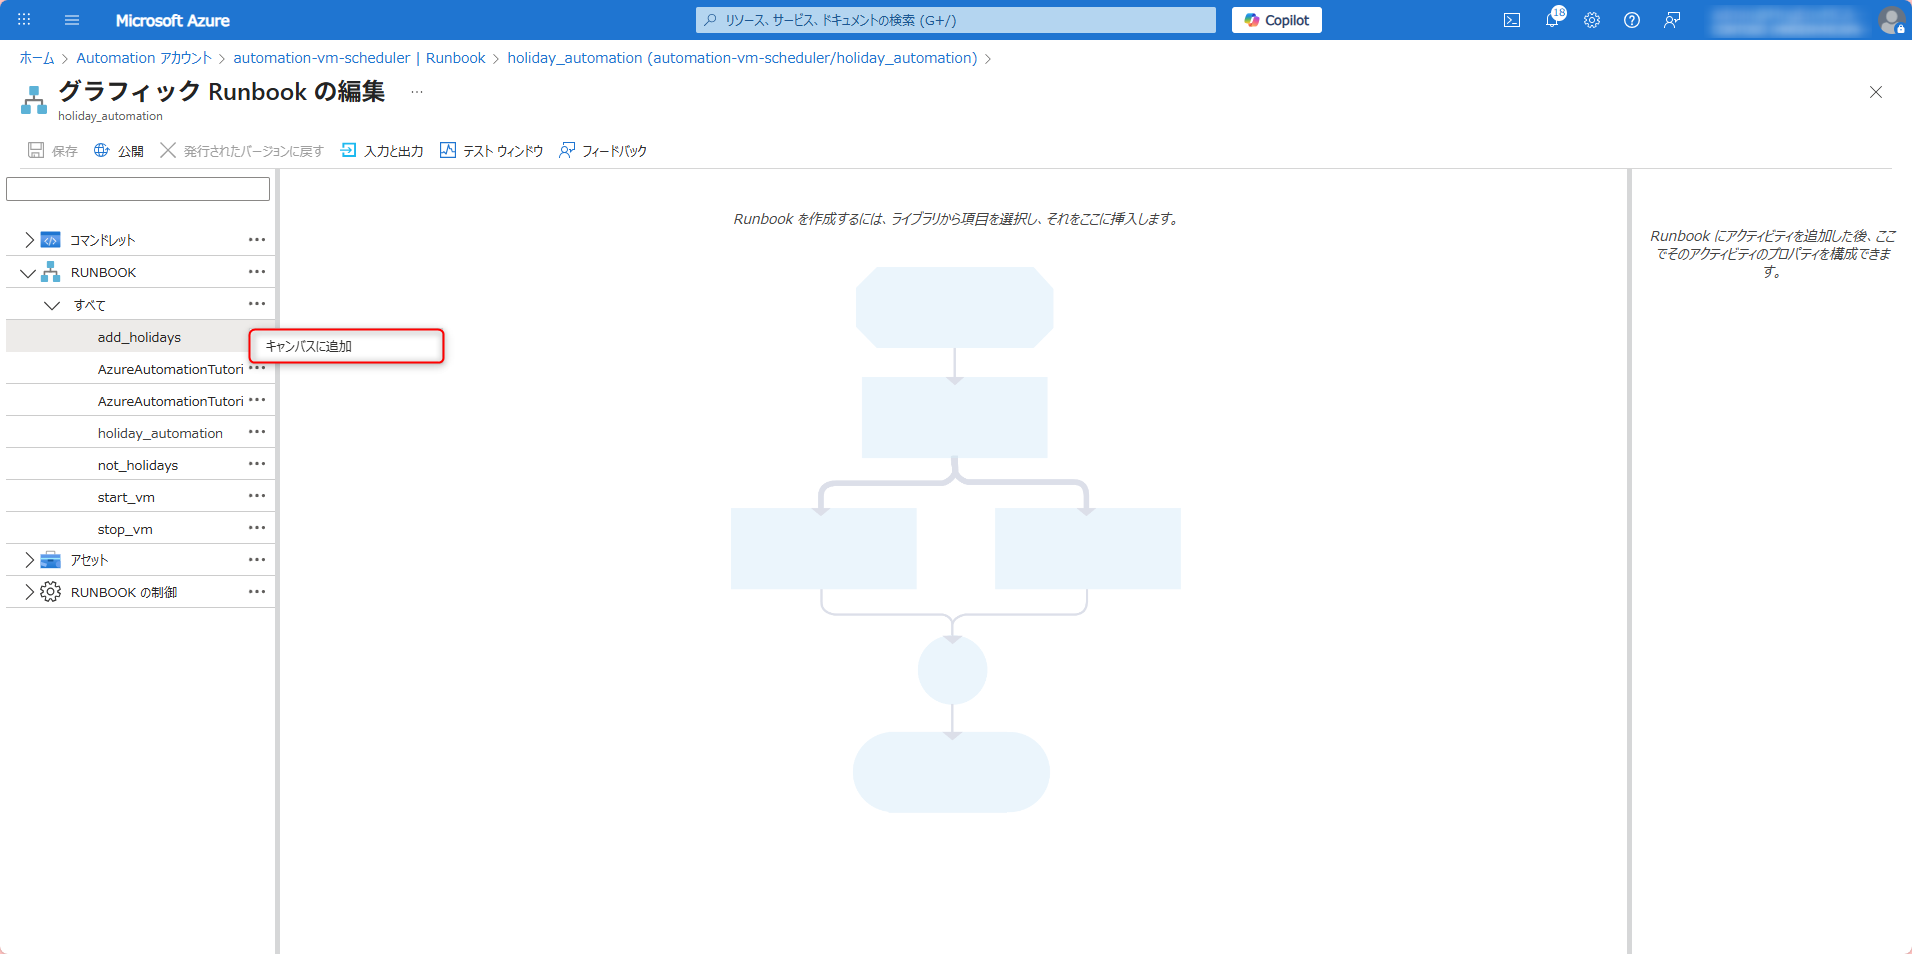 Microsoft Azure
リソース、サービス、ドキュメントの検索 (G+/)
Copilot
18
ホーム > Automation アカウント > automation-vm-scheduler | Runbook > holiday_automation (automation-vm-scheduler/holiday_automation) >
グラフィック Runbook の編集 …
holiday_automation
保存 公開 発行されたバージョンに戻す 入力と出力 テスト ウィンドウ フィードバック
Runbook を作成するには、ライブラリから項目を選択し、それをここに挿入します。
Runbook にアクティビティを追加した後、ここ
でそのアクティビティのプロパティを構成できま
す。
コマンドレット
RUNBOOK
すべて
add_holidays
キャンバスに追加
AzureAutomationTutori
AzureAutomationTutori
holiday_automation
not_holidays
start_vm
stop_vm
アセット
RUNBOOK の制御